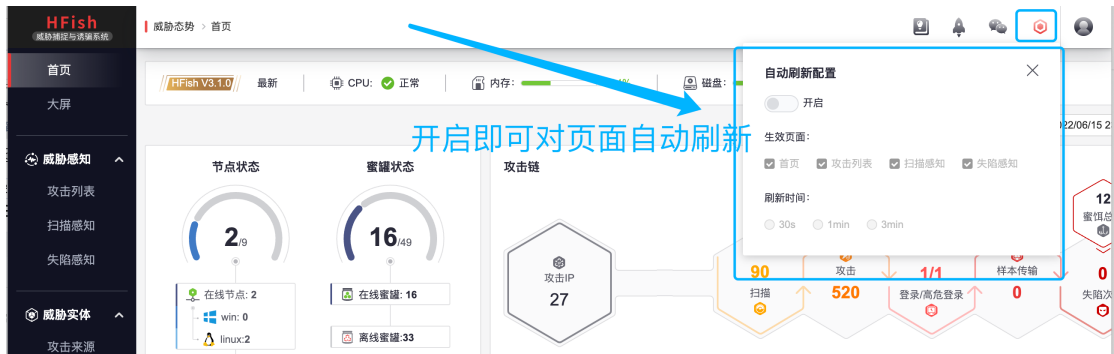 HFish
威胁捕捉与诱骗系统
威胁态势 > 首页
首页
大屏
威胁感知
攻击列表
扫描感知
失陷感知
威胁实体
攻击来源
HFish V3.1.0 最新
CPU: 正常
内存:
磁盘:
2022/06/15 2
自动刷新配置
开启
生效页面:
首页 攻击列表 扫描感知 失陷感知
刷新时间:
30s 1min 3min
开启即可对页面自动刷新
节点状态
2/9
在线节点: 2
win: 0
linux:2
蜜罐状态
16/49
在线蜜罐: 16
离线蜜罐:33
攻击链
攻击IP
27
90
扫描
攻击
520
1/1
登录/高危登录
样本传输
0
12
蜜饵总
0
失陷次